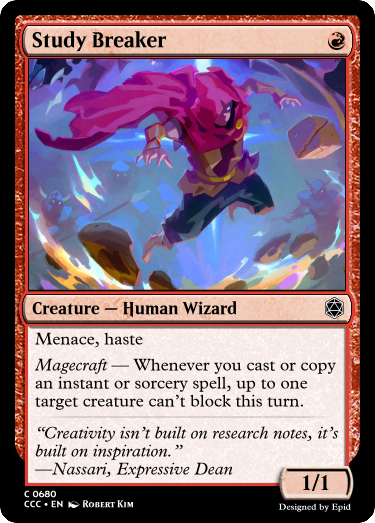 Study Breaker
Creature — Human Wizard
Menace, haste
Magecraft — Whenever you cast or copy
an instant or sorcery spell, up to one
target creature can't block this turn.
“Creativity isn't built on research notes, it's
built on inspiration.”
—Nassari, Expressive Dean
1/1
C 0680
CCC • EN Robert Kim
Designed by Epid